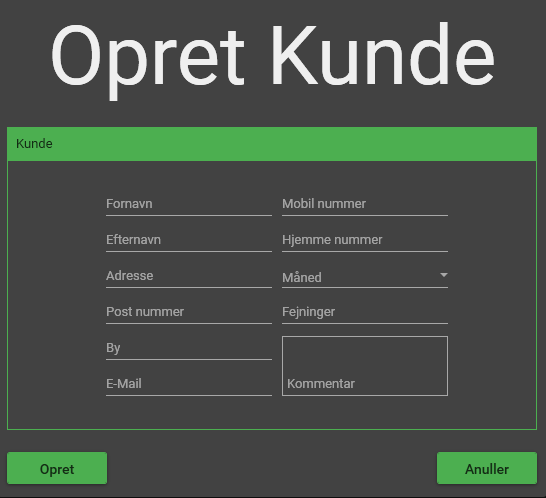 Opret Kunde
Kunde
Fornavn
Mobil nummer
Efternavn
Hjemme nummer
Adresse
Måned
Post nummer
Fejninger
By
E-Mail
Kommentar
Opret
Anuller